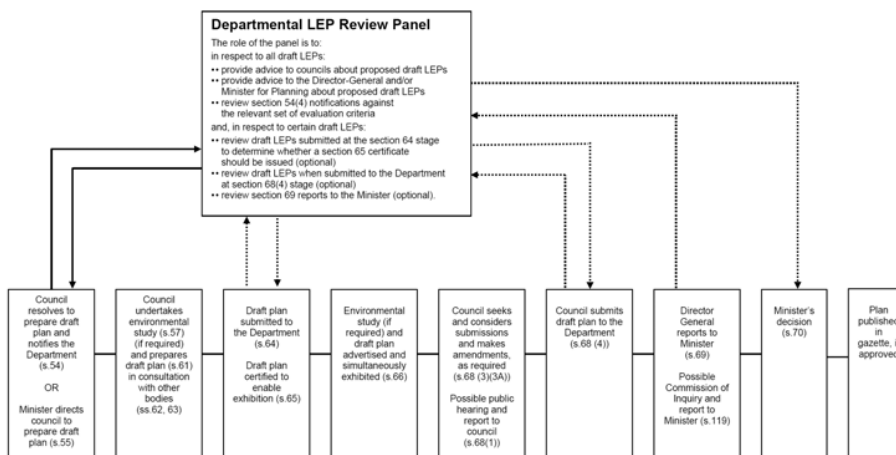 Departmental LEP Review Panel
The role of the panel is to:
in respect to all draft LEPs:
•• provide advice to councils about proposed draft LEPs
•• provide advice to the Director-General and/or
Minister for Planning about proposed draft LEPs
•• review section 54(4) notifications against
the relevant set of evaluation criteria
and, in respect to certain draft LEPs:
•• review draft LEPs submitted at the section 64 stage
to determine whether a section 65 certificate
should be issued (optional)
•• review draft LEPs when submitted to the Department
at section 68(4) stage (optional)
•• review section 69 reports to the Minister (optional).
Council
resolves to
prepare draft
plan and
notifies the
Department
(s.54)
OR
Minister directs
council to
prepare draft
plan (s.55)
Council
undertakes
environmental
study (s.57)
(if required)
and prepares
draft plan (s.61)
in consultation
with other
bodies
(ss.62, 63)
Draft plan
submitted to
the Department
(s.64)
Draft plan
certified to
enable
exhibition (s.65)
Environmental
study (if
required) and
draft plan
advertised and
simultaneously
exhibited (s.66)
Council seeks
and considers
submissions
and makes
amendments,
as required
(s.68 (3)(3A))
Possible public
hearing and
report to
council
(s.68(1))
Council submits
draft plan to the
Department
(s.68 (4))
Director
General
reports to
Minister
(s.69)
Possible
Commission of
Inquiry and
report to
Minister (s.119)
Minister's
decision
(s.70)
Plan
published
in
gazette, i
approved